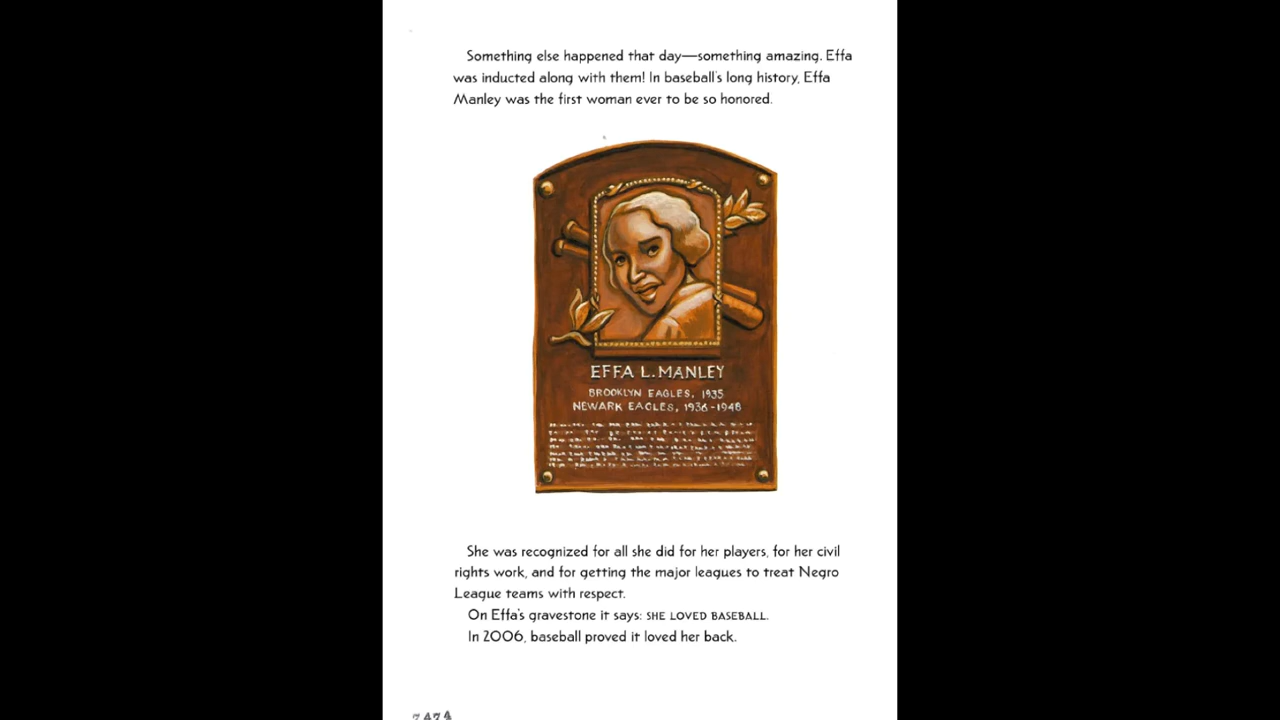 Something else happened that day—something amazing. Effa
was inducted along with them! In baseball's long history, Effa
Manley was the first woman ever to be so honored.
EFFA L. MANLEY
BROOKLYN EAGLES, 1935
NEWARK EAGLES, 1936-1948
She was recognized for all she did for her players, for her civil
rights work, and for getting the major leagues to treat Negro
League teams with respect.
On Effa's gravestone it says: SHE LOVED BASEBALL.
In 2006, baseball proved it loved her back.